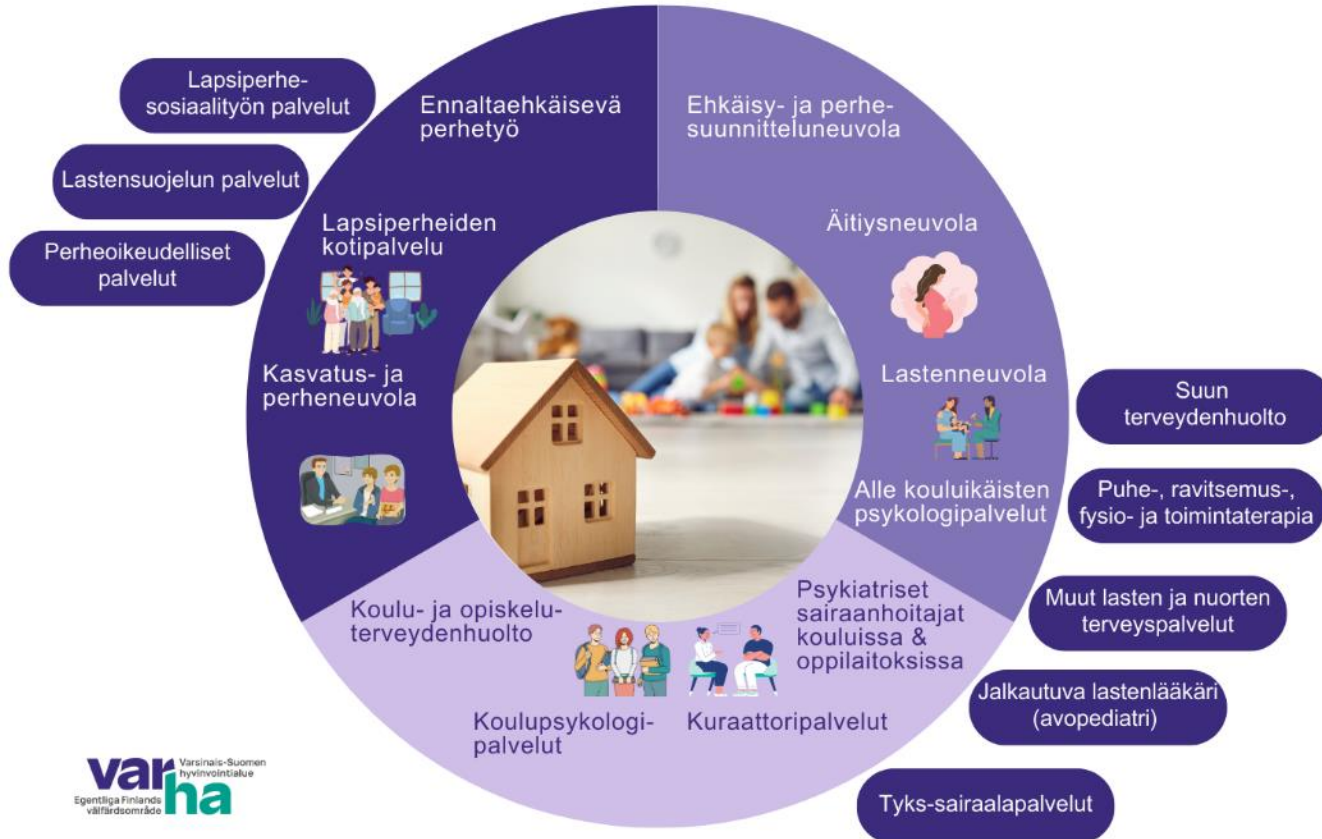 Lapsiperhe-
sosiaalityön palvelut
Lastensuojelun palvelut
Perheoikeudelliset
palvelut
Ennaltaehkäisevä
perhetyö
Lapsiperheiden
kotipalvelu
Kasvatus- ja
perheneuvola
Ehkäisy- ja perhe-
suunnitteluneuvola
Äitiysneuvola
Lastenneuvola
Alle kouluikäisten
psykologipalvelut
Suun
terveydenhuolto
Puhe-, ravitsemus-,
fysio- ja toimintaterapia
Muut lasten ja nuorten
terveyspalvelut
Jalkautuva lastenlääkäri
(avopediatri)
Tyks-sairaalapalvelut
Koulu- ja opiskelu-
terveydenhuolto
Koulupsykologi-
palvelut
Psykiatriset
sairaanhoitajat
kouluissa &
oppilaitoksissa
Kuraattoripalvelut
varha
Varsinais-Suomen
hyvinvointialue
Egentliga Finlands
välfärdsområde